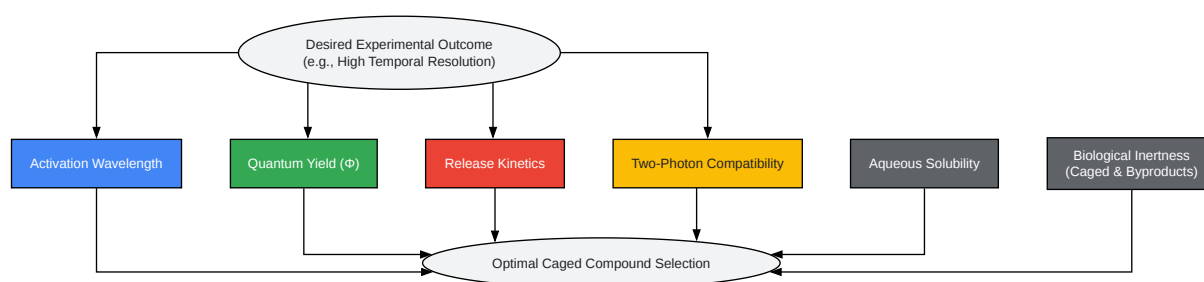 Desired Experimental Outcome
(e.g., High Temporal Resolution)
Activation Wavelength
Quantum Yield (Φ)
Release Kinetics
Two-Photon Compatibility
Aqueous Solubility
Biological Inertness
(Caged & Byproducts)
Optimal Caged Compound Selection